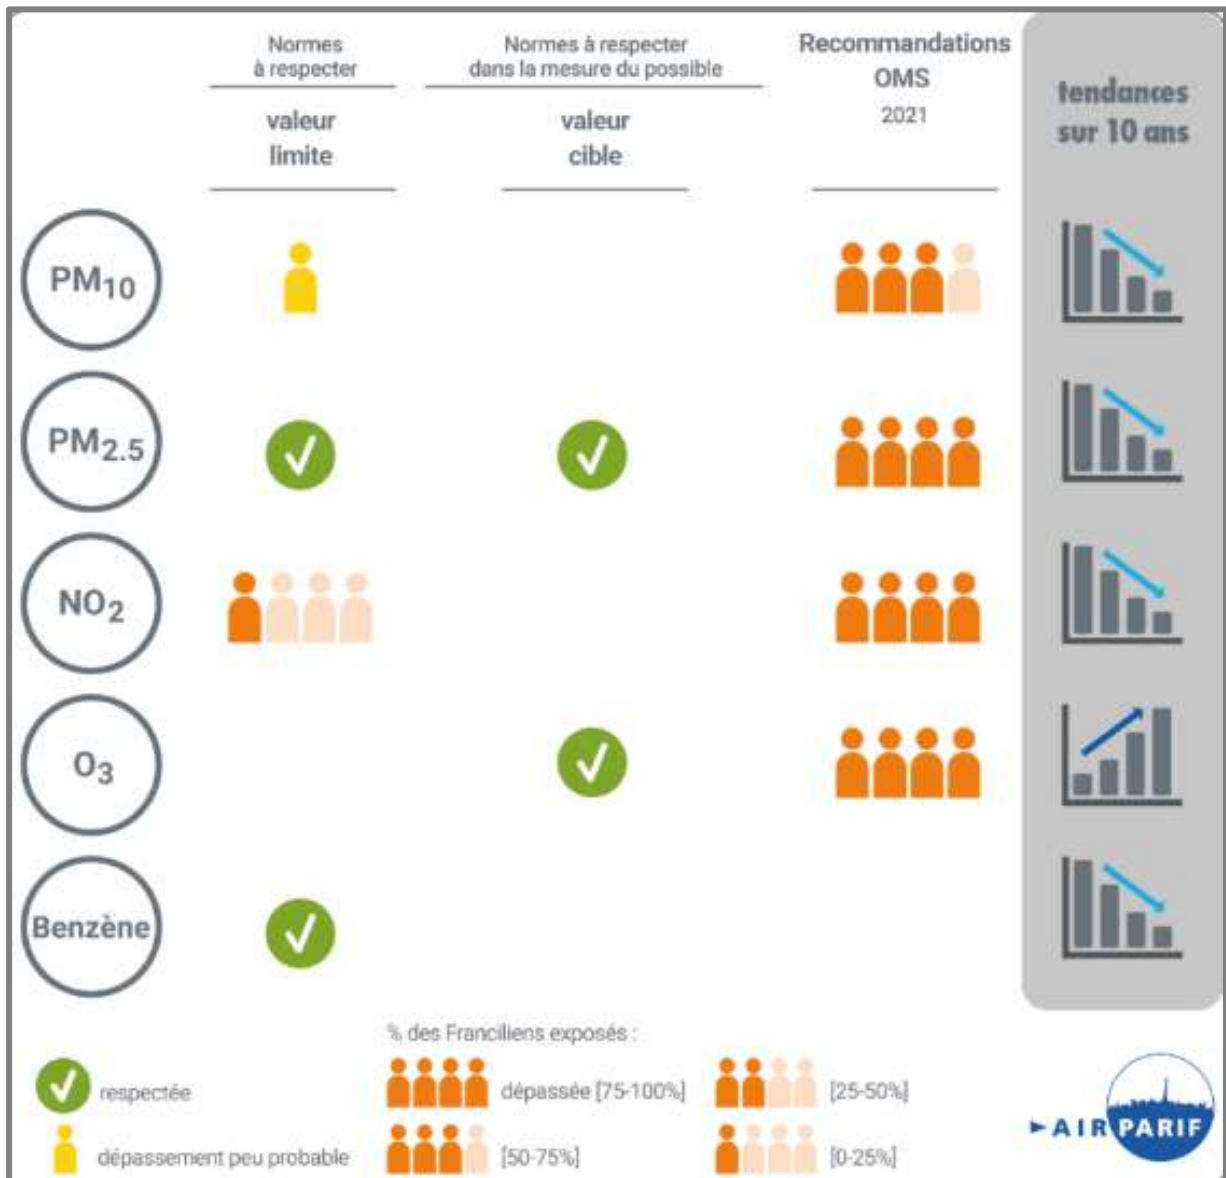 Normes
à respecter
Normes à respecter
dans la mesure du possible
Recommandations
OMS
2021
tendances
sur 10 ans
valeur
limite
valeur
cible
PM10
PM2.5
NO2
O3
Benzène
% des Franciliens exposés :
respectée
dépassée [75-100%]
[25-50%]
dépassement peu probable
[50-75%]
[0-25%]
AIRPARIF